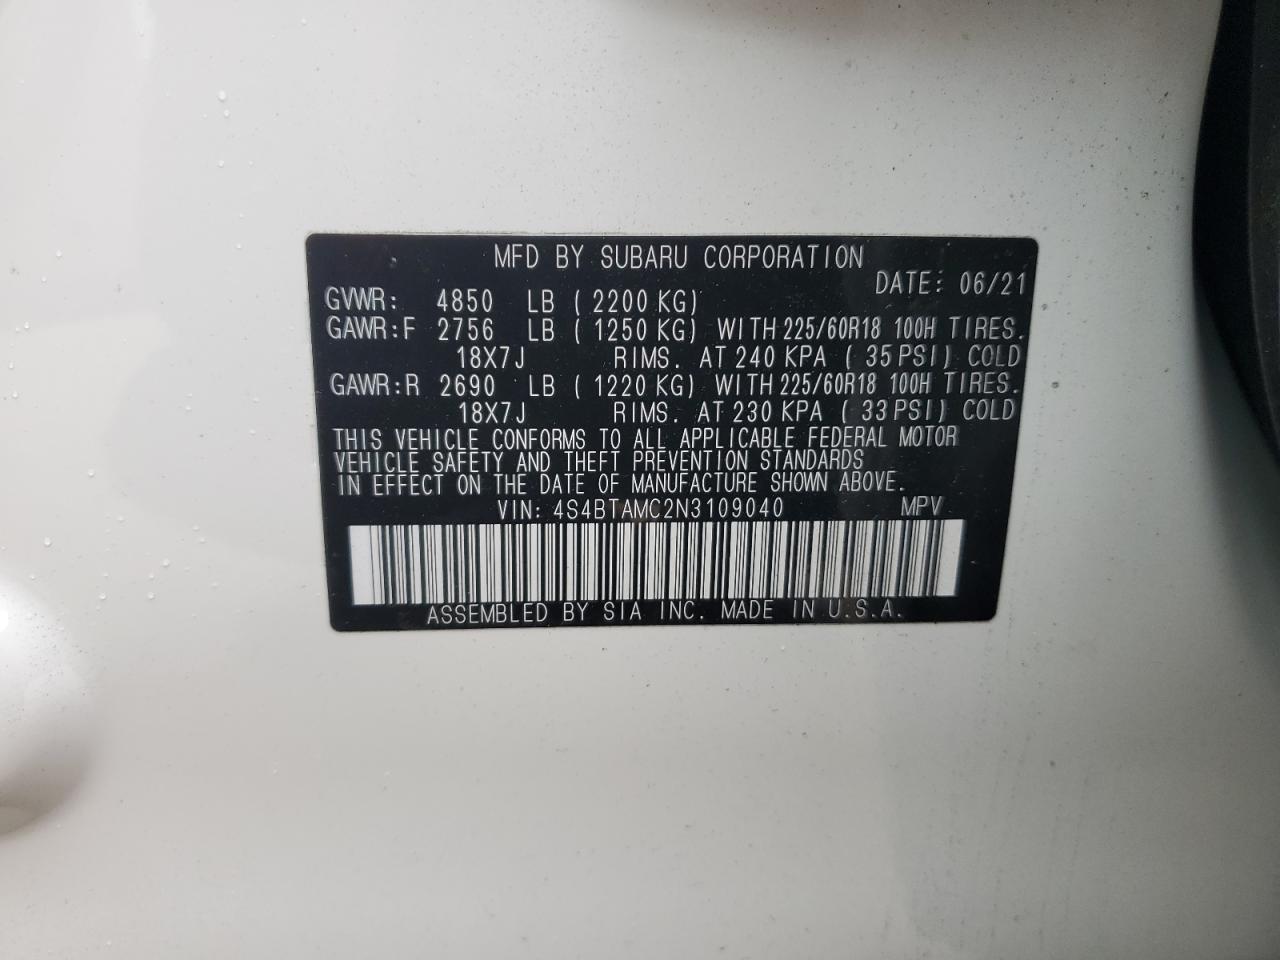 MFD BY SUBARU CORPORATION
DATE: 06/21
GVWR: 4850 LB ( 2200 KG)
GAWR:F 2756 LB ( 1250 KG) WITH 225/60R18 100H TIRES.
18X7J RIMS. AT 240 KPA ( 35 PSI) COLD
GAWR:R 2690 LB ( 1220 KG) WITH 225/60R18 100H TIRES.
18X7J RIMS. AT 230 KPA ( 33 PSI) COLD
THIS VEHICLE CONFORMS TO ALL APPLICABLE FEDERAL MOTOR
VEHICLE SAFETY AND THEFT PREVENTION STANDARDS
IN EFFECT ON THE DATE OF MANUFACTURE SHOWN ABOVE.
VIN: 4S4BTAMC2N3109040 MPV
ASSEMBLED BY SIA INC. MADE IN U.S.A.